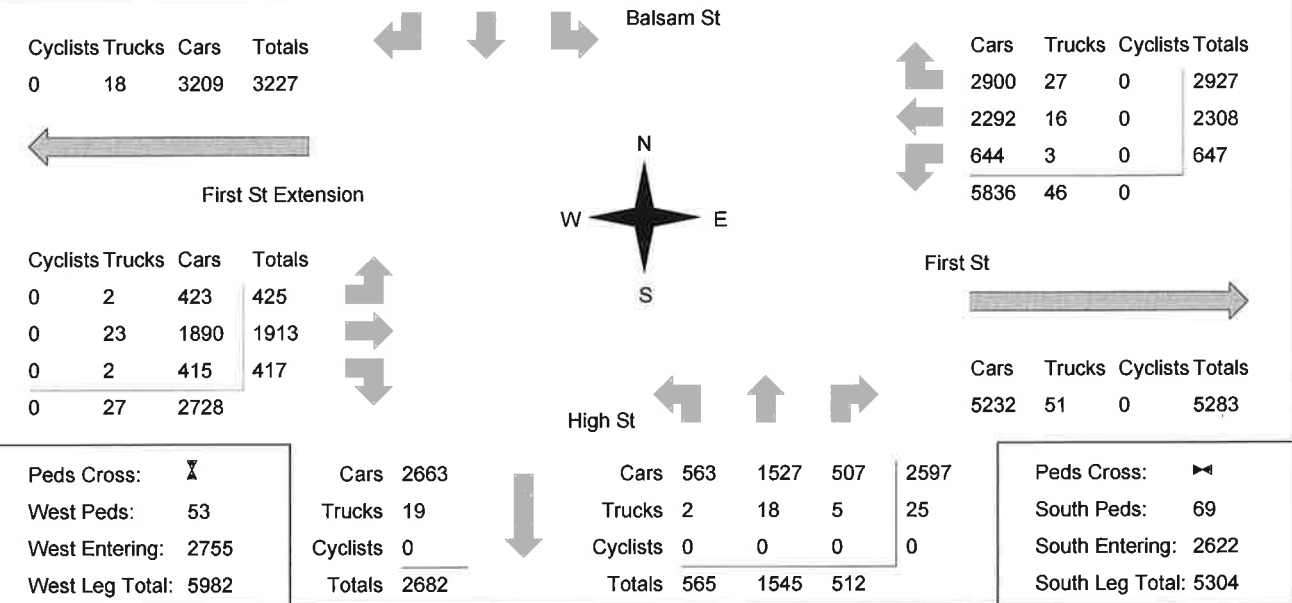 Balsam St
Cyclists Trucks Cars Totals
0 18 3209 3227
Cars Trucks Cyclists Totals
2900 27 0 2927
2292 16 0 2308
644 3 0 647
5836 46 0
N
W E
S
First St Extension
First St
Cyclists Trucks Cars Totals
0 2 423 425
0 23 1890 1913
0 2 415 417
0 27 2728
Cars Trucks Cyclists Totals
5232 51 0 5283
High St
Peds Cross:
West Peds: 53
West Entering: 2755
West Leg Total: 5982
Cars 2663
Trucks 19
Cyclists 0
Totals 2682
Cars 563 1527 507 2597
Trucks 2 18 5 25
Cyclists 0 0 0 0
Totals 565 1545 512
Peds Cross:
South Peds: 69
South Entering: 2622
South Leg Total: 5304